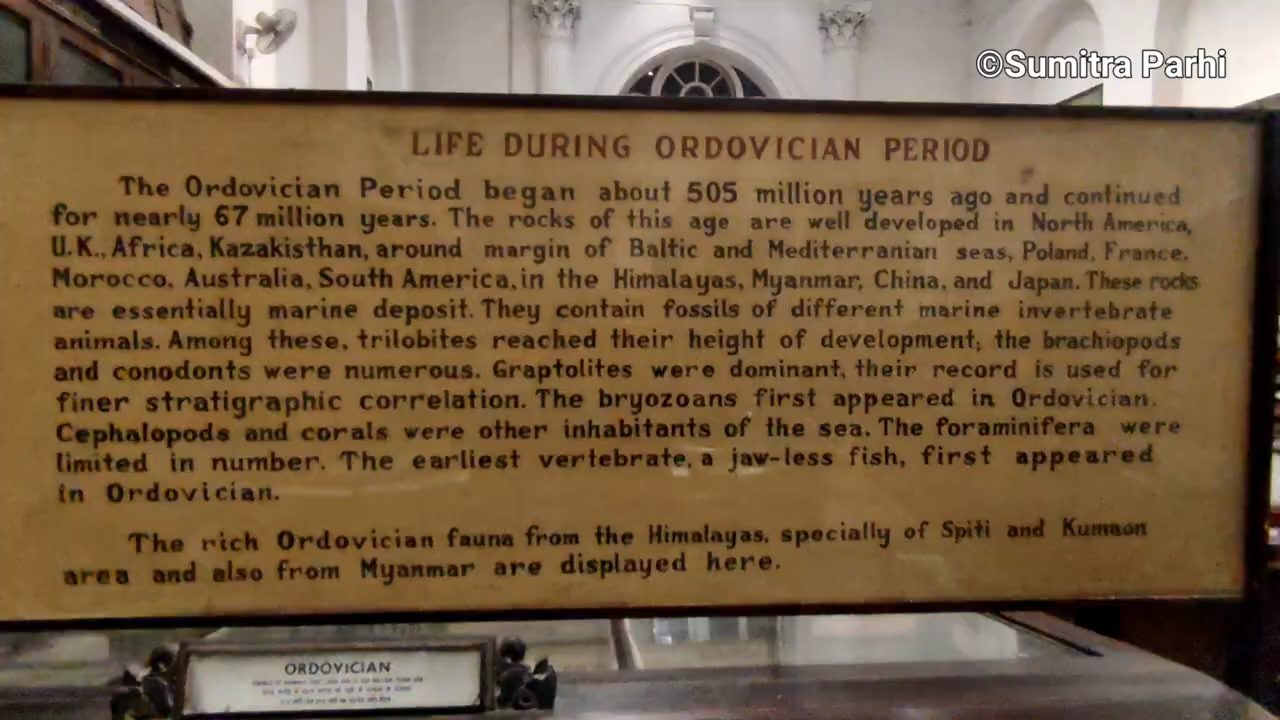 ©Sumitra Parhi
LIFE DURING ORDOVICIAN PERIOD
The Ordovician Period began about 505 million years ago and continued
for nearly 67 million years. The rocks of this age are well developed in North America,
U.K., Africa, Kazakisthan, around margin of Baltic and Mediterranian seas, Poland, France,
Morocco, Australia, South America, in the Himalayas, Myanmar, China, and Japan. These rocks
are essentially marine deposit. They contain fossils of different marine invertebrate
animals. Among these, trilobites reached their height of development; the brachiopods
and conodonts were numerous. Graptolites were dominant, their record is used for
finer stratigraphic correlation. The bryozoans first appeared in Ordovician.
Cephalopods and corals were other inhabitants of the sea. The foraminifera were
limited in number. The earliest vertebrate, a jaw-less fish, first appeared
in Ordovician.
The rich Ordovician fauna from the Himalayas, specially of Spiti and Kumaon
area and also from Myanmar are displayed here.
ORDOVICIAN